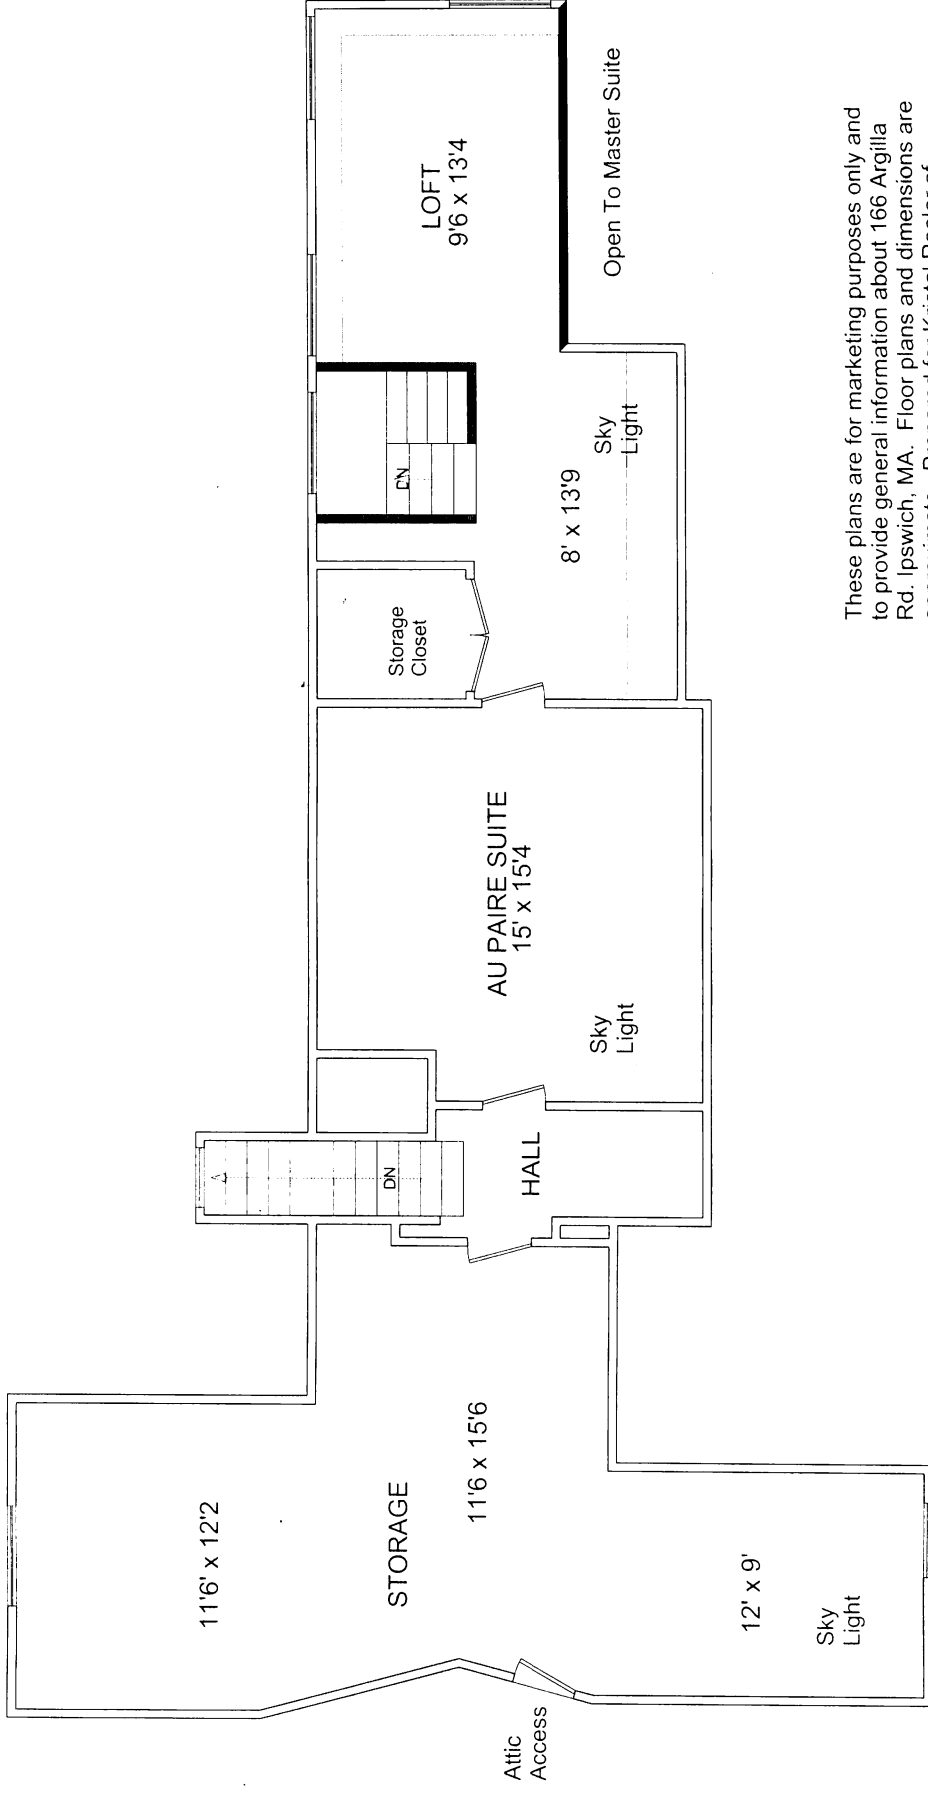 LOFT
9'6 x 13'4
Open To Master Suite
DN
Sky
Light
8' x 13'9
Storage
Closet
AU PAIRE SUITE
15' x 15'4
Sky
Light
HALL
DN
11'6 x 15'6
STORAGE
11'6' x 12'2
12' x 9'
Sky
Light
Attic
Access
These plans are for marketing purposes only and
to provide general information about 166 Argilla
Rd. Ipswich, MA.  Floor plans and dimensions are